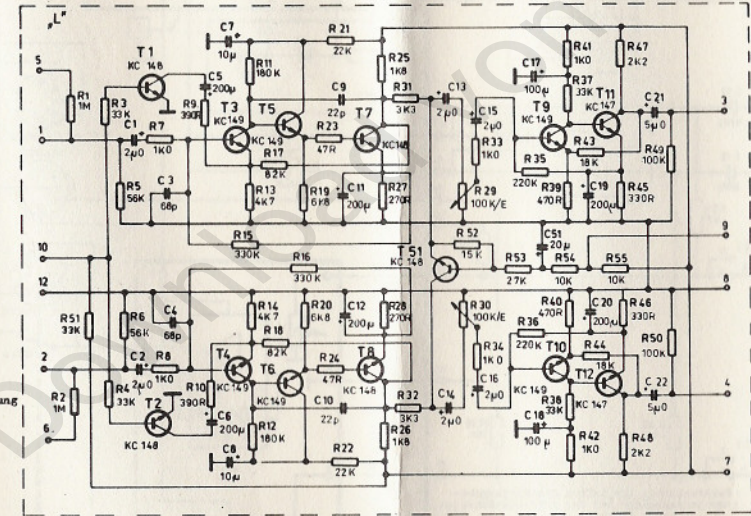 „L"
5
R1
1M
1
R3
33K
T1
KC 148
C5
200µ
R9
390R
C1
2µ0
R7
1K0
R5
56K
C3
68p
C7
10µ
R11
180K
T3
KC149
T5
KC149
R17
82K
R13
4K7
R15
330K
R21
22K
C9
22p
R23
47R
R19
6K8
C11
200µ
T7
KC148
R25
1K8
R27
270R
R31
3K3
C13
2µ0
C15
2µ0
R33
1K0
R29
100K/E
C17
100µ
R41
1K0
R37
33K
R47
2K2
T9
KC149
T11
KC147
R43
18K
R35
220K
R39
470R
C19
200µ
R45
330R
C21
5µ0
R49
100K
3
10
R16
330K
T51
KC 148
R52
15K
C51
20µ
R53
27K
R54
10K
R55
10K
9
8
12
R51
33K
R6
56K
C4
68p
R14
4K7
R18
82K
R20
6K8
C12
200µ
R28
270R
R30
100K/E
R34
1K0
C16
2µ0
R40
470R
C20
200µ
R46
330R
R36
220K
R44
18K
R50
100K
2
C2
2µ0
R8
1K0
T4
KC149
T6
KC149
R24
47R
T8
KC 148
T10
KC 149
T12
KC 147
C22
5µ0
4
ung
R2
1M
6
R4
33K
T2
KC 148
R10
390R
C6
200µ
R12
180K
C10
22p
C8
10µ
R22
22K
R32
3K3
R26
1K8
C14
2µ0
C18
100µ
R38
33K
R42
1K0
R48
2K2
7
Download von